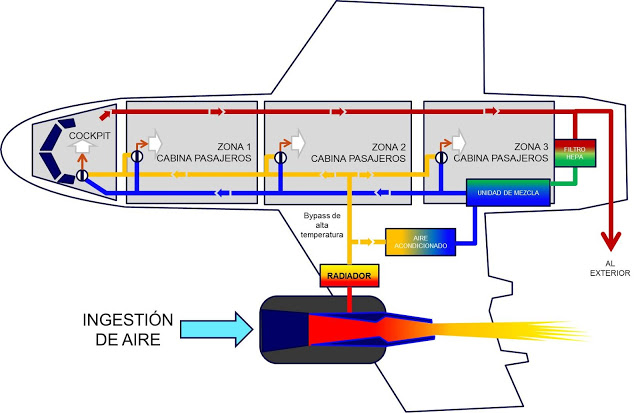 COCKPIT
ZONA 1
CABINA PASAJEROS
ZONA 2
CABINA PASAJEROS
ZONA 3
CABINA PASAJEROS
FILTRO
HEPA
UNIDAD DE MEZCLA
Bypass de
alta
temperatura
AIRE
ACONDICIONADO
AL
EXTERIOR
RADIADOR
INGESTIÓN
DE AIRE